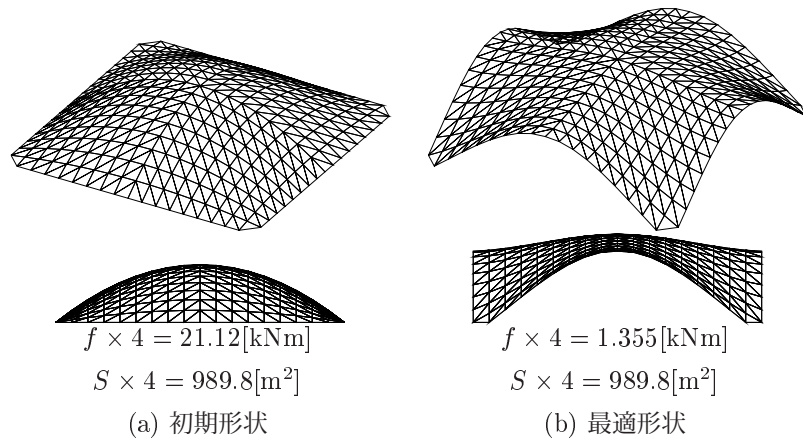 f × 4 = 21.12[kNm]
S × 4 = 989.8[m²]
(a) 初期形状
f × 4 = 1.355[kNm]
S × 4 = 989.8[m²]
(b) 最適形状